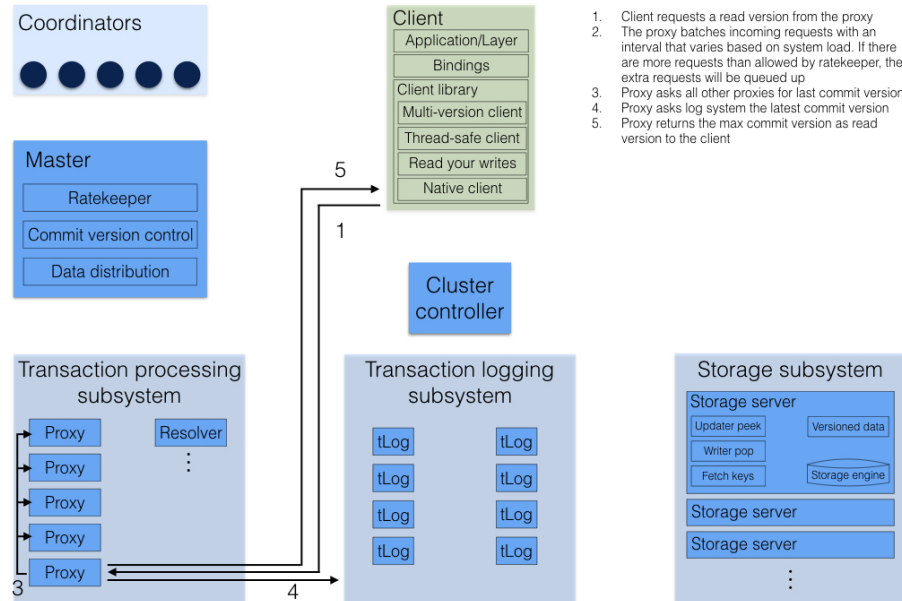 Coordinators
Client
Application/Layer
Bindings
Client library
Multi-version client
Thread-safe client
Read your writes
Native client
1. Client requests a read version from the proxy
2. The proxy batches incoming requests with an
interval that varies based on system load. If there
are more requests than allowed by ratekeeper, the
extra requests will be queued up
3. Proxy asks all other proxies for last commit version
4. Proxy asks log system the latest commit version
5. Proxy returns the max commit version as read
version to the client
Master
Ratekeeper
Commit version control
Data distribution
5
1
Cluster
controller
Transaction processing
subsystem
Proxy
Resolver
Proxy
Proxy
Proxy
Proxy
3
4
Transaction logging
subsystem
tLog
tLog
tLog
tLog
tLog
tLog
tLog
tLog
Storage subsystem
Storage server
Updater peek
Versioned data
Writer pop
Fetch keys
Storage engine
Storage server
Storage server